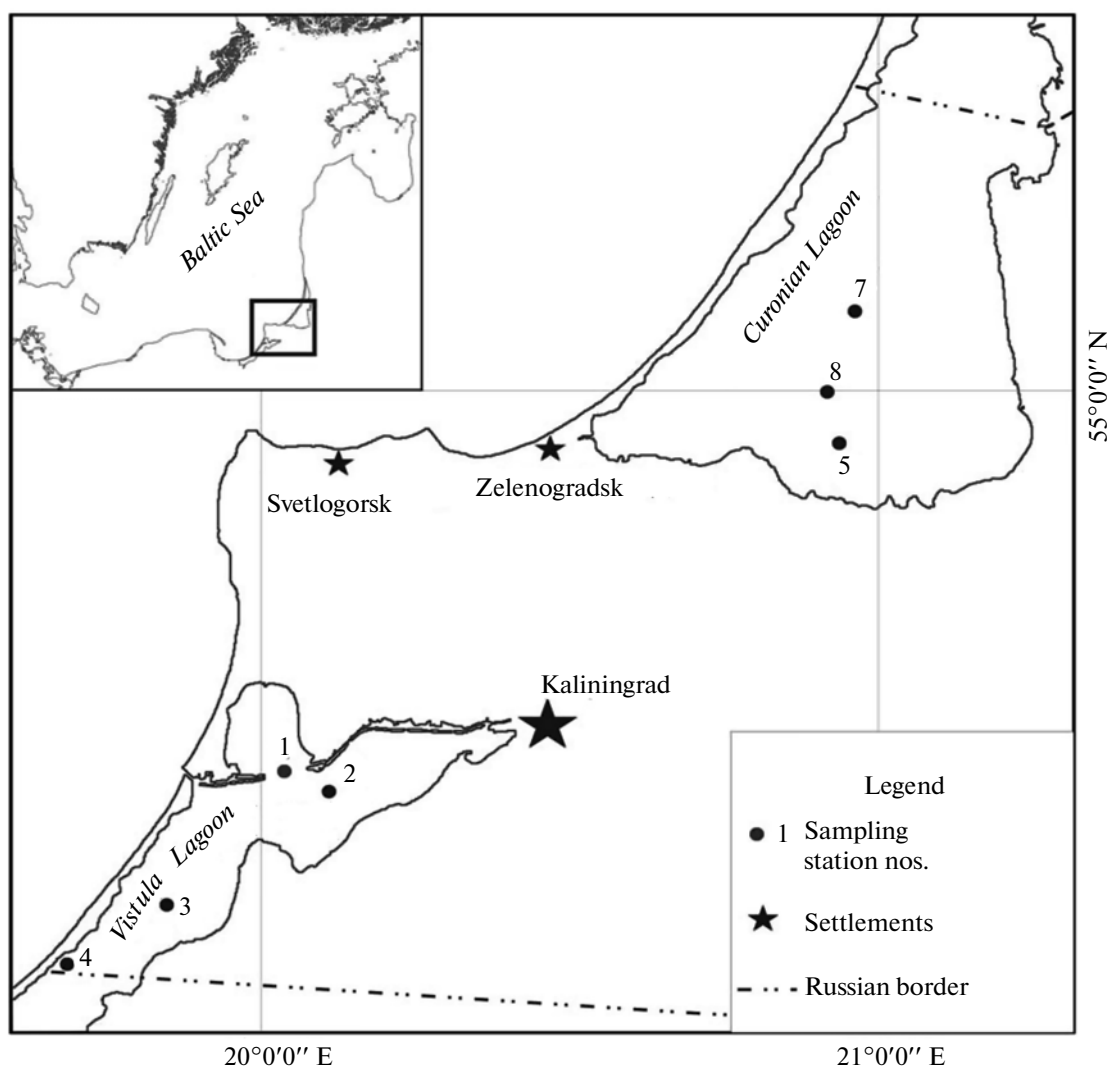 Baltic Sea
Curonian Lagoon
7
8
5
55°0′0′′ N
Zelenogradsk
Svetlogorsk
Kaliningrad
1
2
Vistula Lagoon
3
4
Legend
1 Sampling
station nos.
Settlements
Russian border
20°0′0′′ E
21°0′0′′ E